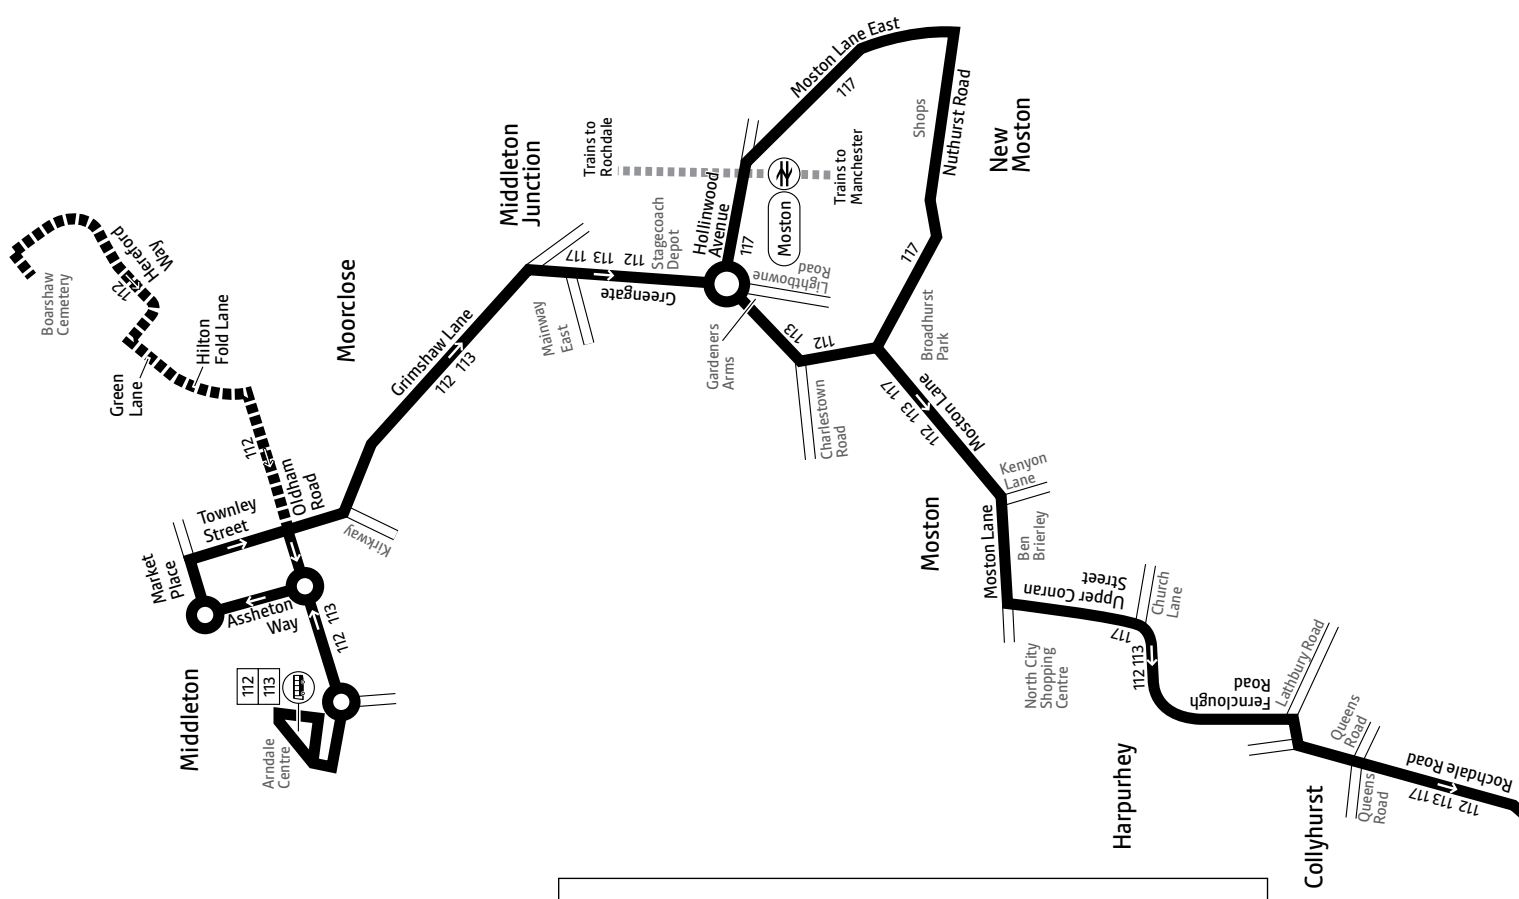 Boarshaw
Cemetery
Hereford
Way
112
Green
Lane
Hilton
Fold Lane
112
Oldham
Road
Townley
Street
Market
Place
Assheton
Way
112 113
Kirkway
Middleton
112
113
Arndale
Centre
Moorclose
Grimshaw Lane
112 113
Middleton
Junction
Mainway
East
117 113 112
Greengate
Stagecoach
Depot
Trains to
Rochdale
Hollinwood
Avenue
117
Moston
Trains to
Manchester
Lightbowne
Road
Moston Lane East
117
Shops
Nuthurst Road
New
Moston
117
Gardeners
Arms
113
112
Charlestown
Road
Broadhurst
Park
Moston Lane
112 113 117
Kenyon
Lane
Moston
Moston Lane
Ben
Brierley
Upper Conran
Street
Church
Lane
117
112 113
North City
Shopping
Centre
Fernclough
Road
Lathbury Road
Harpurhey
Queens
Road
Queens
Road
Rochdale Road
112 113 117
Collyhurst